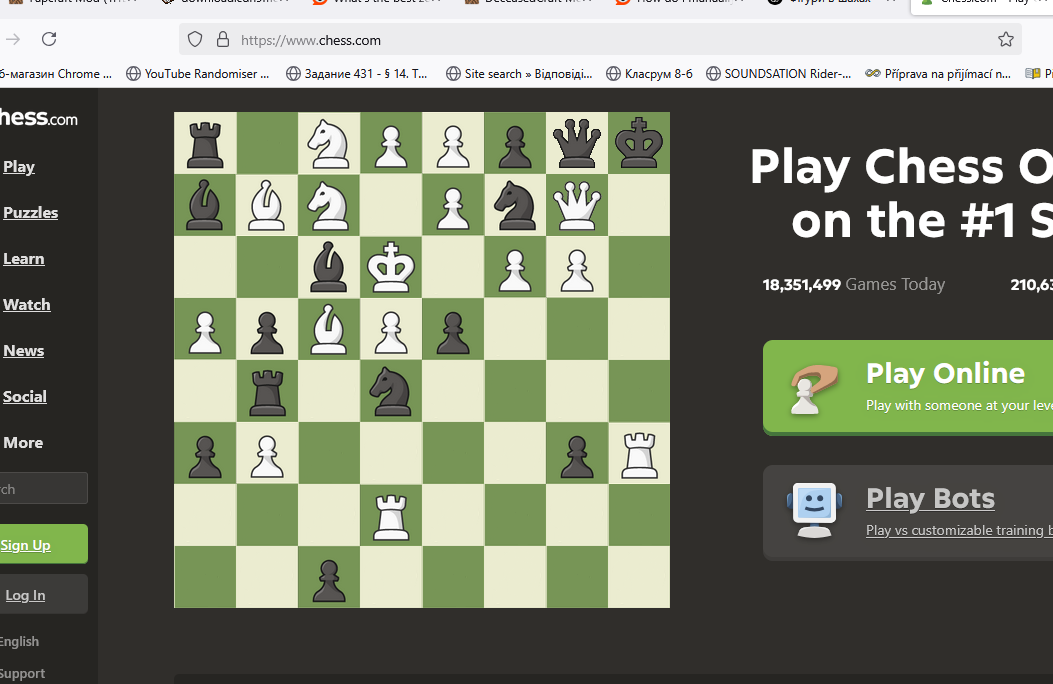 https://www.chess.com
б-магазин Chrome ... YouTube Randomiser ... Задание 431 - § 14. Т... Site search » Відповіді... Класрум 8-б SOUNDSATION Rider-... Příprava na přijímací n...
hess.com
Play
Puzzles
Learn
Watch
News
Social
More
rch
Sign Up
Log In
English
Support
Play Chess O
on the #1 S
18,351,499 Games Today 210,63
Play Online
Play with someone at your leve
Play Bots
Play vs customizable training b